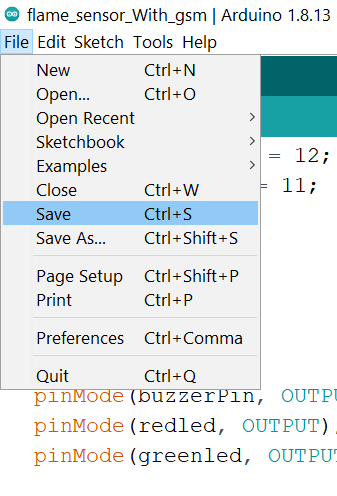 flame_sensor_With_gsm | Arduino 1.8.13
File Edit Sketch Tools Help
New Ctrl+N
Open... Ctrl+O
Open Recent
Sketchbook
Examples
= 12;
Close Ctrl+W
= 11;
Save Ctrl+S
Save As... Ctrl+Shift+S
Page Setup Ctrl+Shift+P
Print Ctrl+P
Preferences Ctrl+Comma
Quit Ctrl+Q
pinMode(buzzerPin, OUTPUT
pinMode(redled, OUTPUT)
pinMode(greenled, OUTPUT